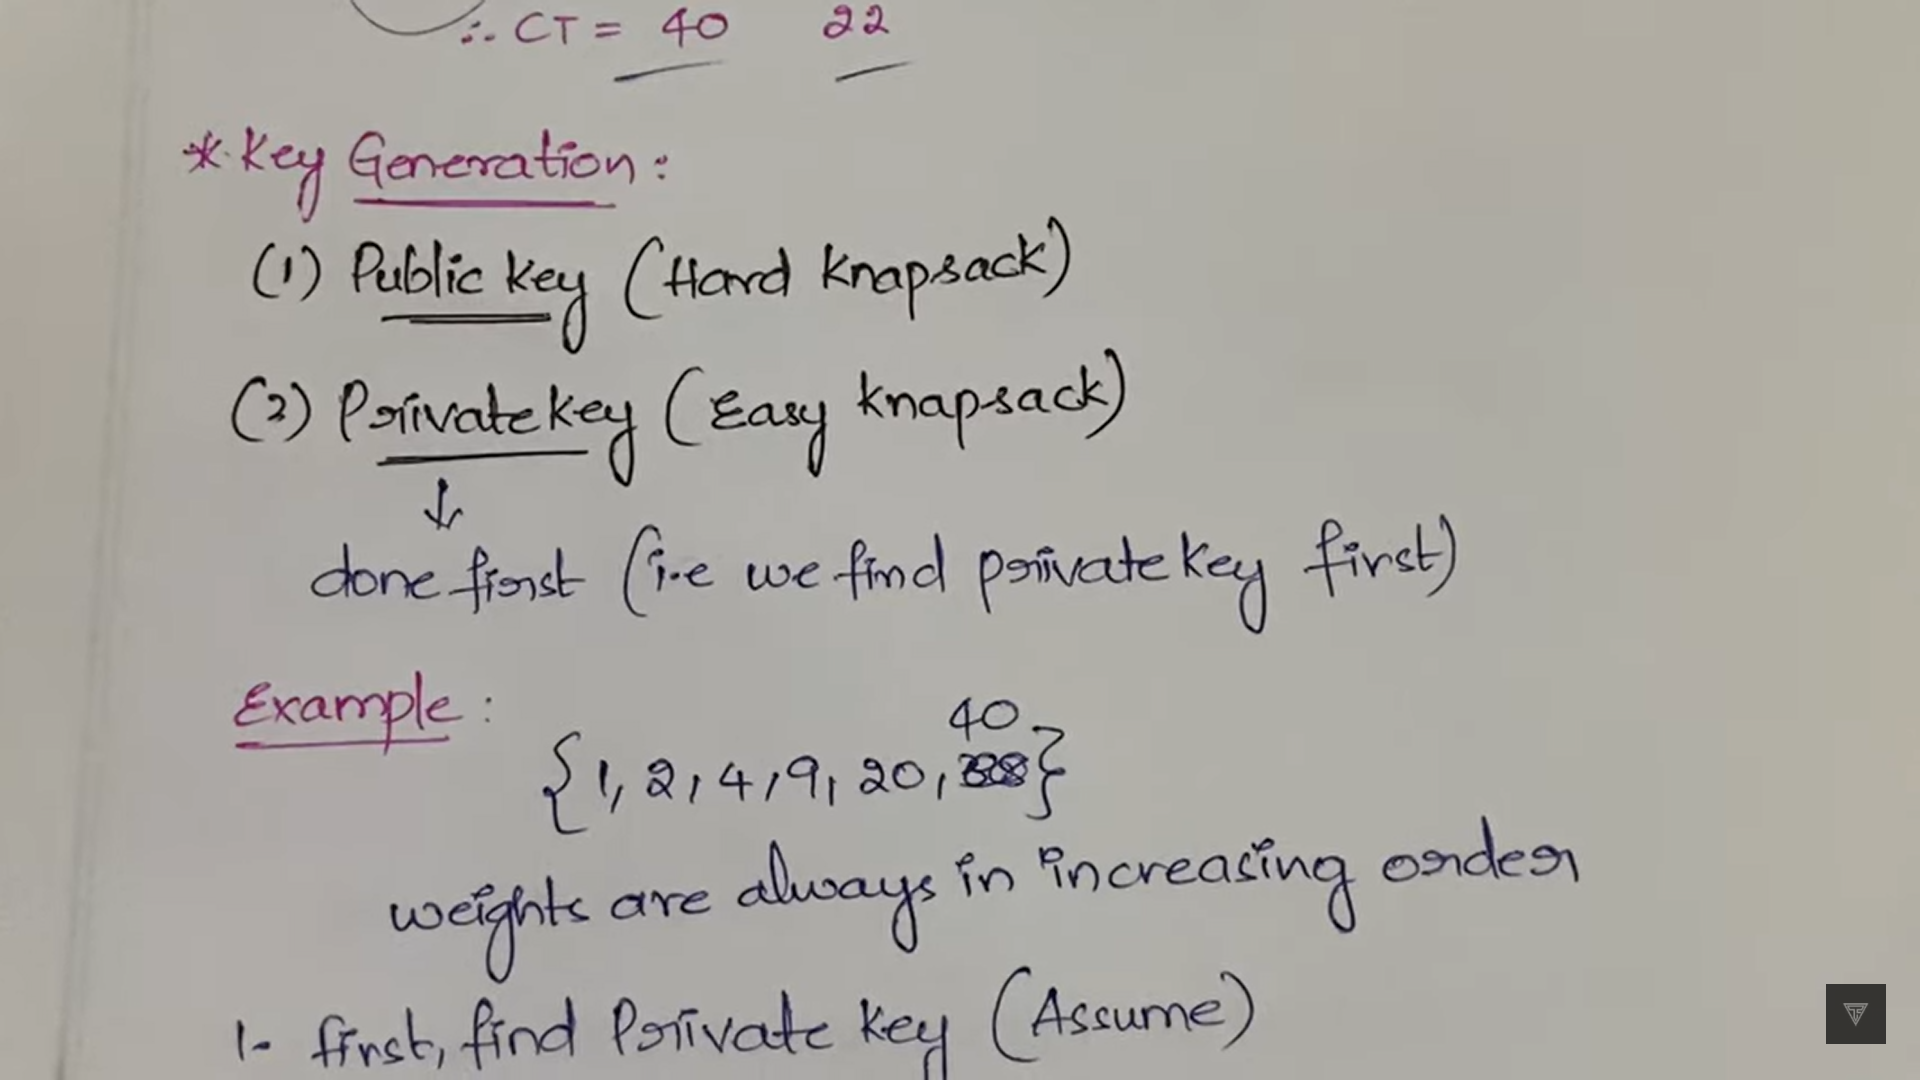 ∴ CT = 40 22
* Key Generation:
(1) Public key (Hard knapsack)
(2) Private key (Easy knapsack)
↓
done first (i.e we find private key first)
Example:
40
{1, 2, 4, 9, 20, }
weights are always in increasing order
1- first, find Private key (Assume)